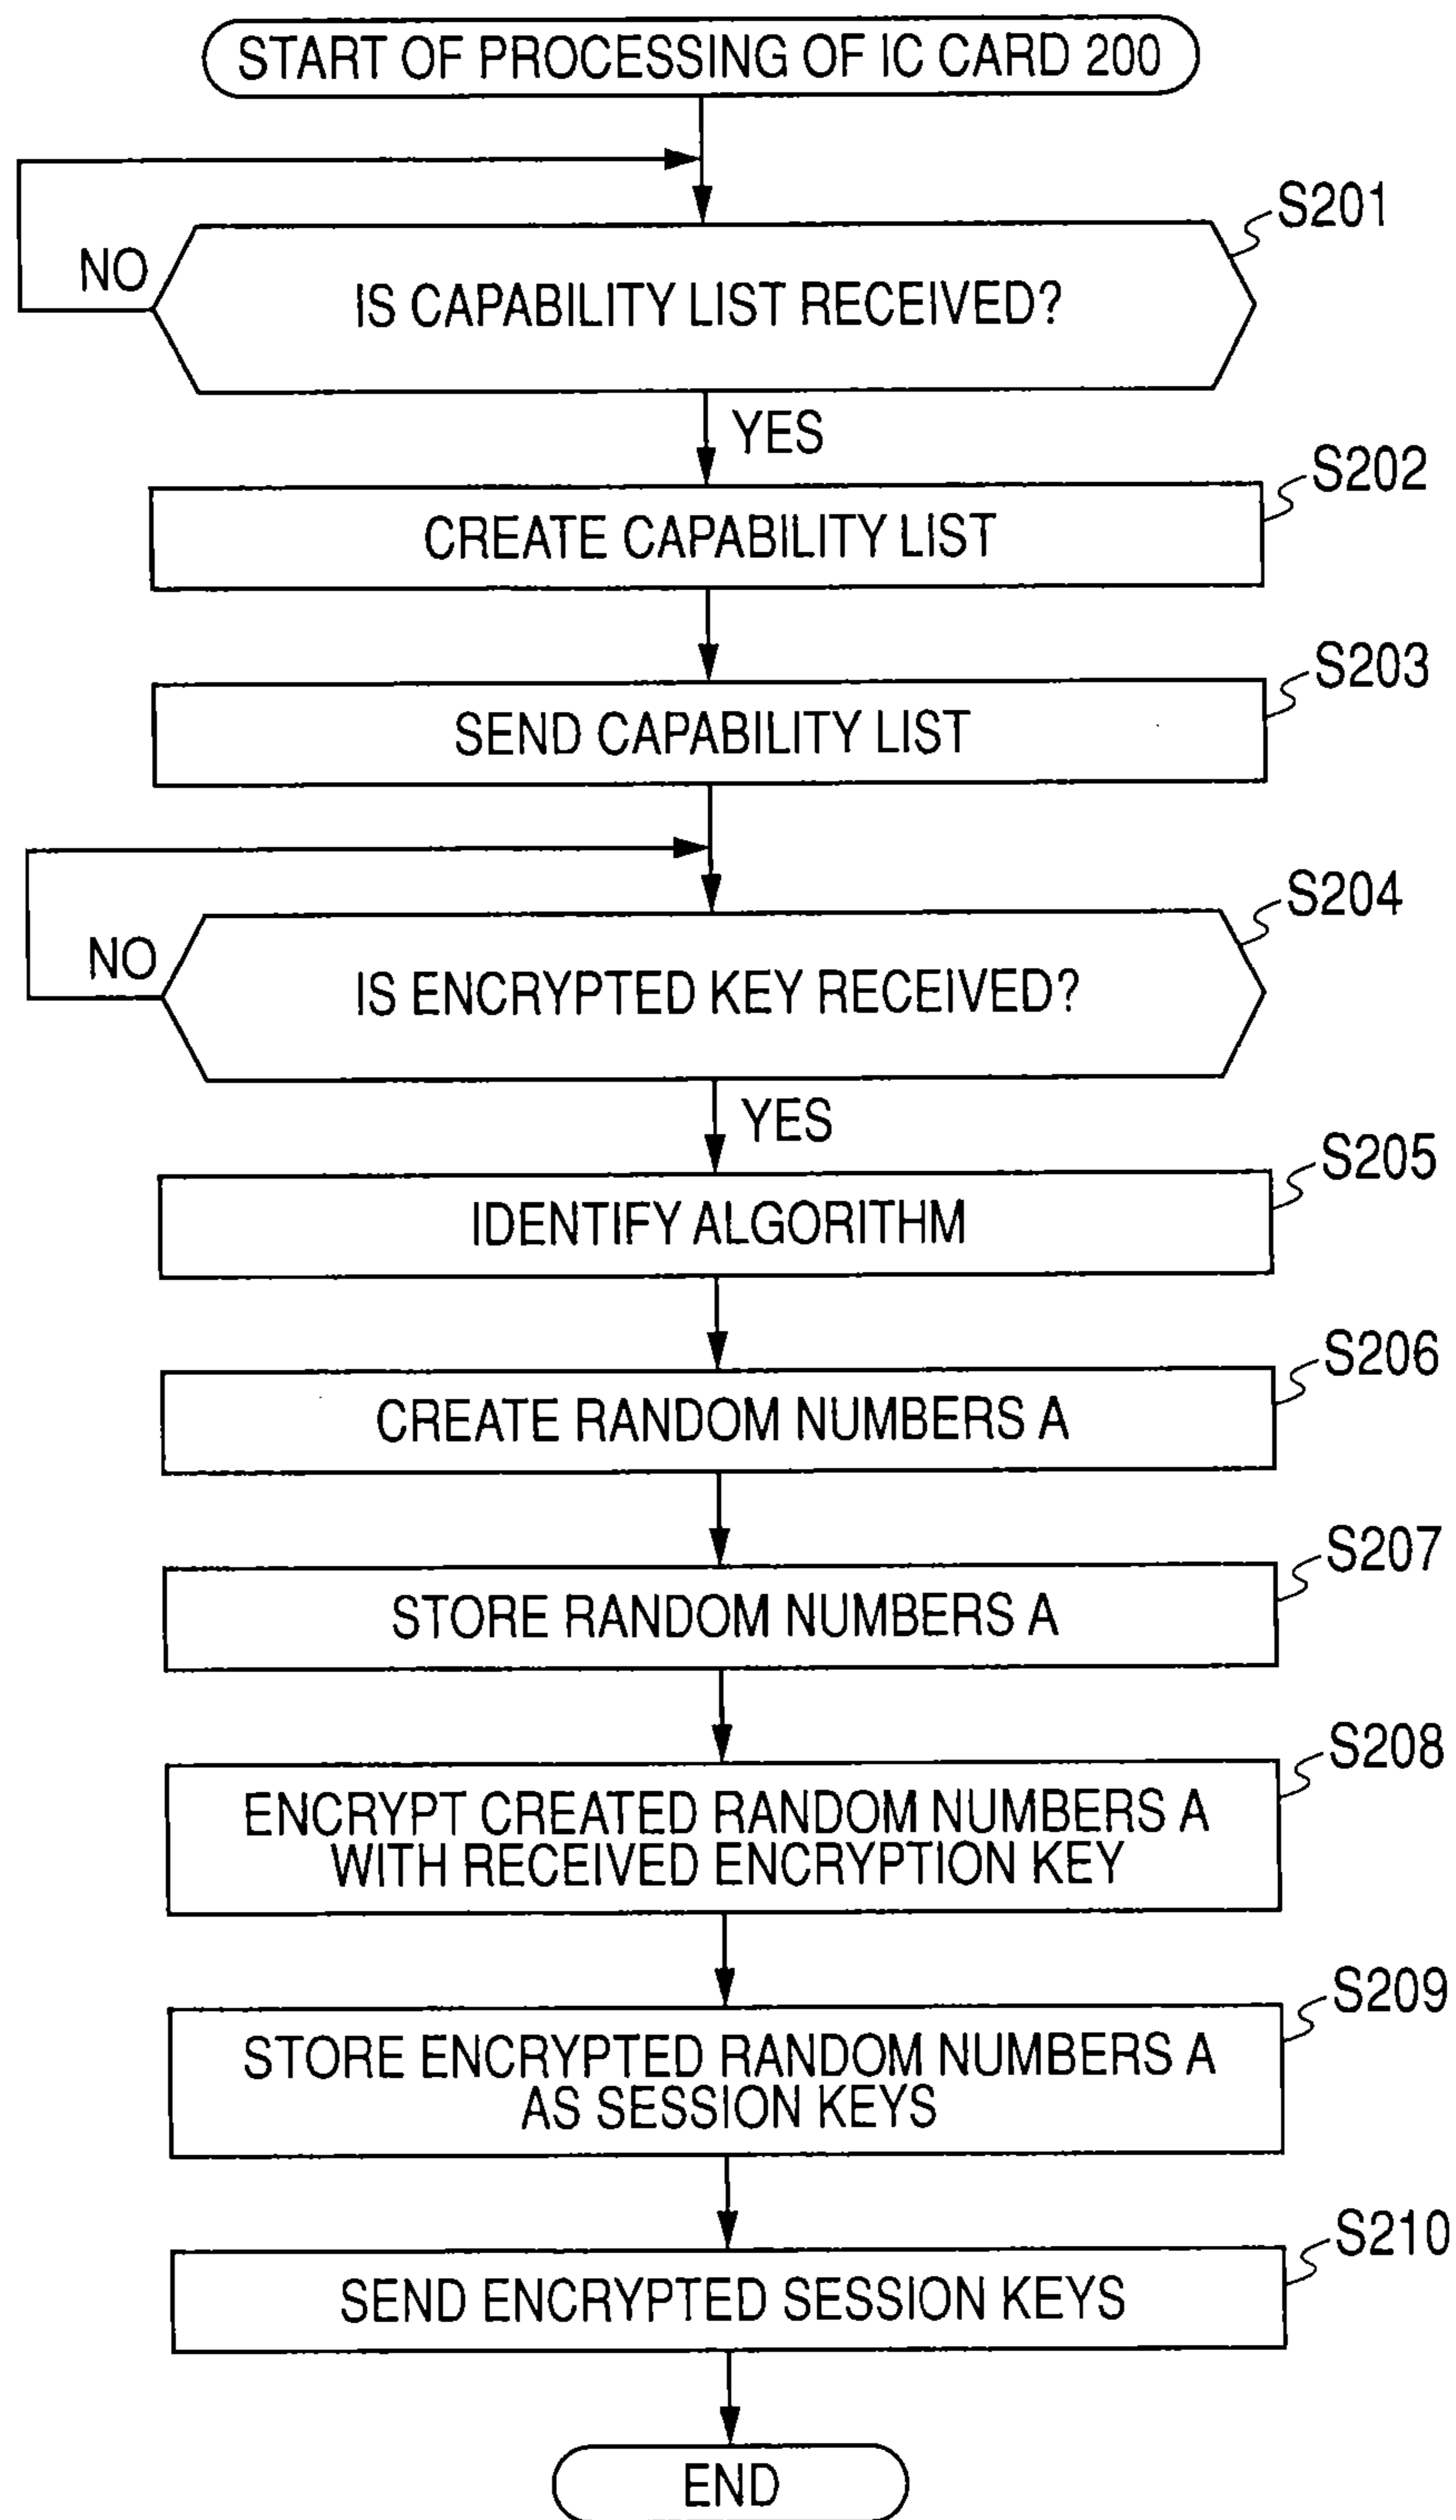 START OF PROCESSING OF IC CARD 200
S201
NO
IS CAPABILITY LIST RECEIVED?
YES
S202
CREATE CAPABILITY LIST
S203
SEND CAPABILITY LIST
S204
NO
IS ENCRYPTED KEY RECEIVED?
YES
S205
IDENTIFY ALGORITHM
S206
CREATE RANDOM NUMBERS A
S207
STORE RANDOM NUMBERS A
S208
ENCRYPT CREATED RANDOM NUMBERS A
WITH RECEIVED ENCRYPTION KEY
S209
STORE ENCRYPTED RANDOM NUMBERS A
AS SESSION KEYS
S210
SEND ENCRYPTED SESSION KEYS
END